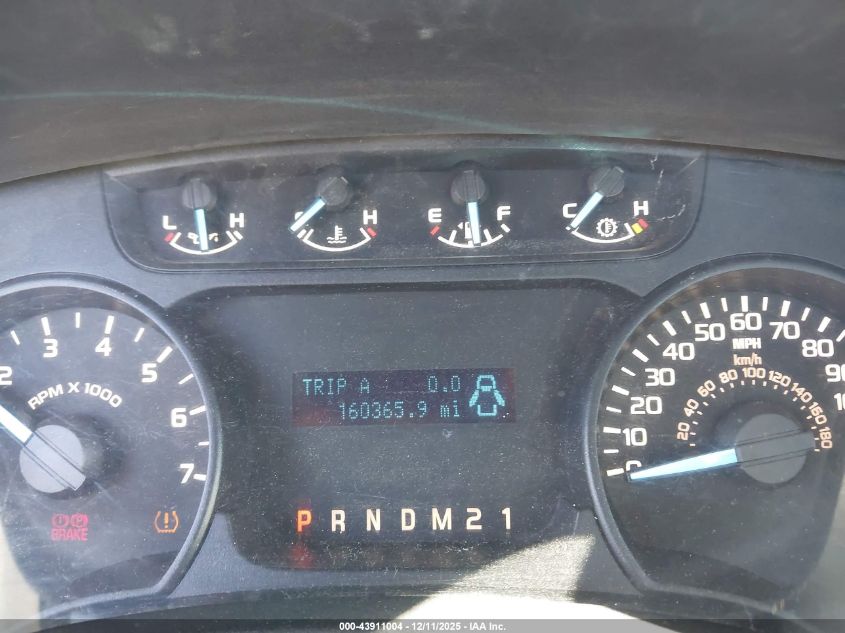 L H
C H
E F
C H
2 3 4 5 6 7
RPM X 1000
BRAKE
TRIP A 0.0
160365.9 mi
P R N D M 2 1
0 10 20 30 40 50 60 70 80 90
MPH
km/h
20 40 60 80 100 120 140 160 180
000-43911004 - 12/11/2025 - IAA Inc.